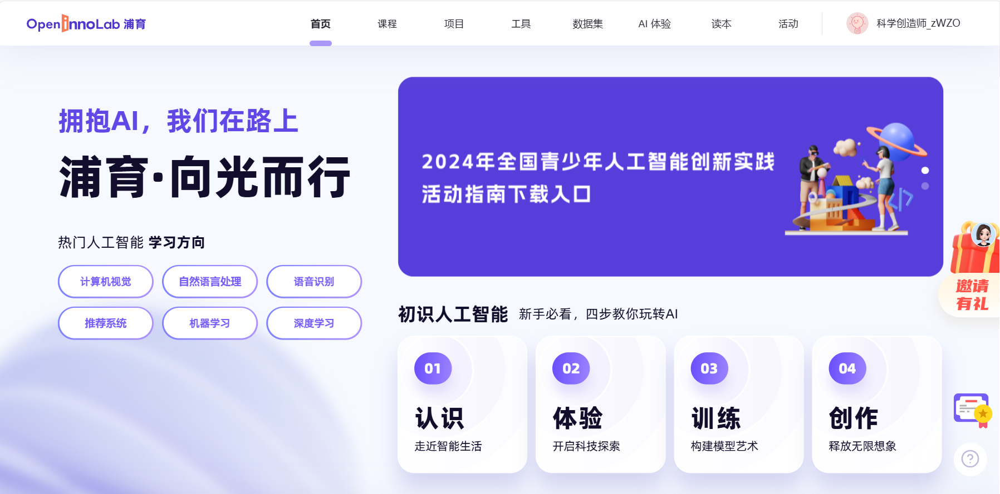 OpenInnoLab 浦育
首页
课程
项目
工具
数据集
AI 体验
读本
活动
科学创造师_zWZO
拥抱AI，我们在路上
浦育·向光而行
热门人工智能 学习方向
计算机视觉
自然语言处理
语音识别
推荐系统
机器学习
深度学习
2024年全国青少年人工智能创新实践
活动指南下载入口
</>
邀请
有礼
初识人工智能 新手必看，四步教你玩转AI
01
认识
走近智能生活
02
体验
开启科技探索
03
训练
构建模型艺术
04
创作
释放无限想象
?